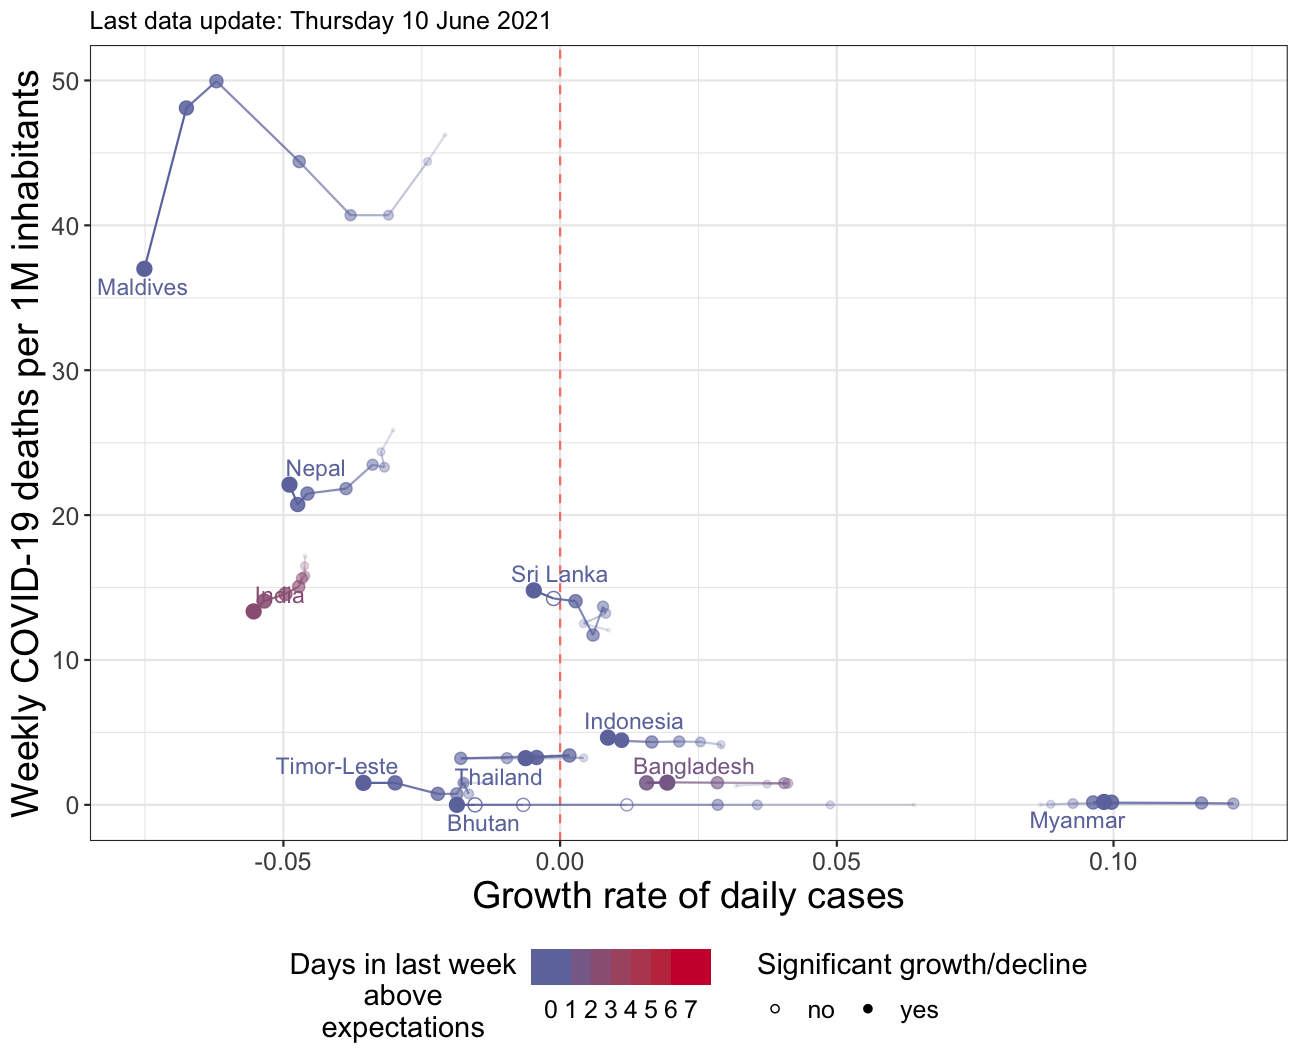 Last data update: Thursday 10 June 2021
Weekly COVID-19 deaths per 1M inhabitants
50
40
30
20
10
0
Maldives
Nepal
India
Sri Lanka
Indonesia
Timor-Leste
Thailand
Bangladesh
Bhutan
Myanmar
-0.05
0.00
0.05
0.10
Growth rate of daily cases
Days in last week
above
expectations
0 1 2 3 4 5 6 7
Significant growth/decline
no
yes